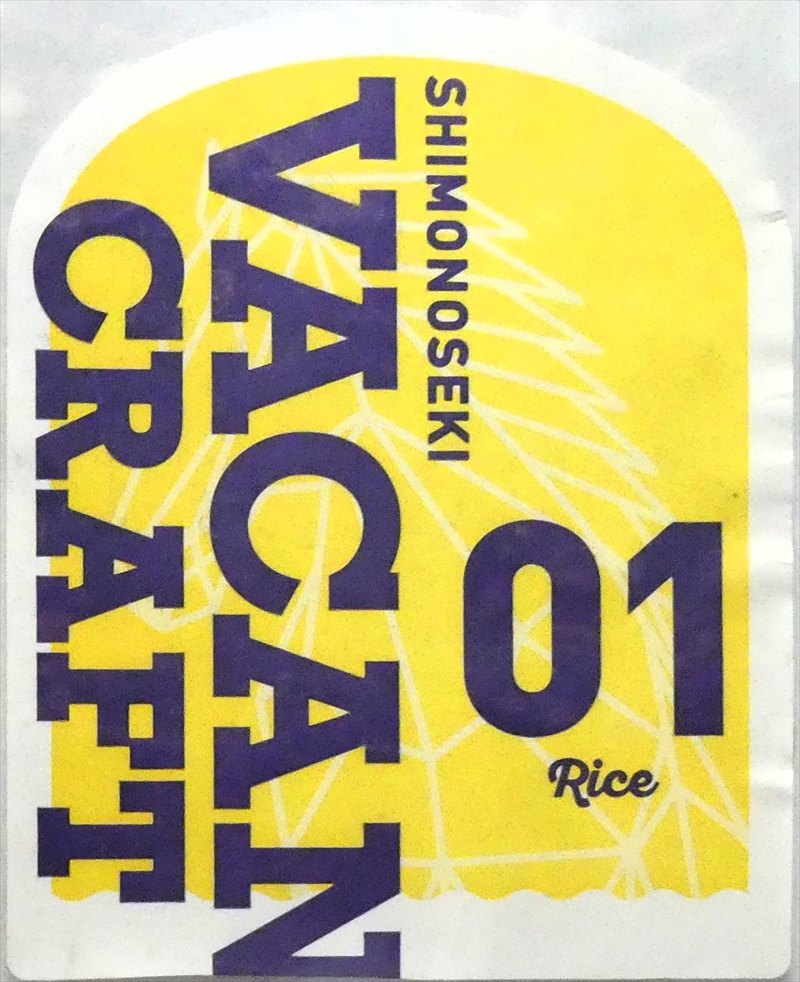 SHIMONOSEKI
VACAN
CRAFT
01
Rice